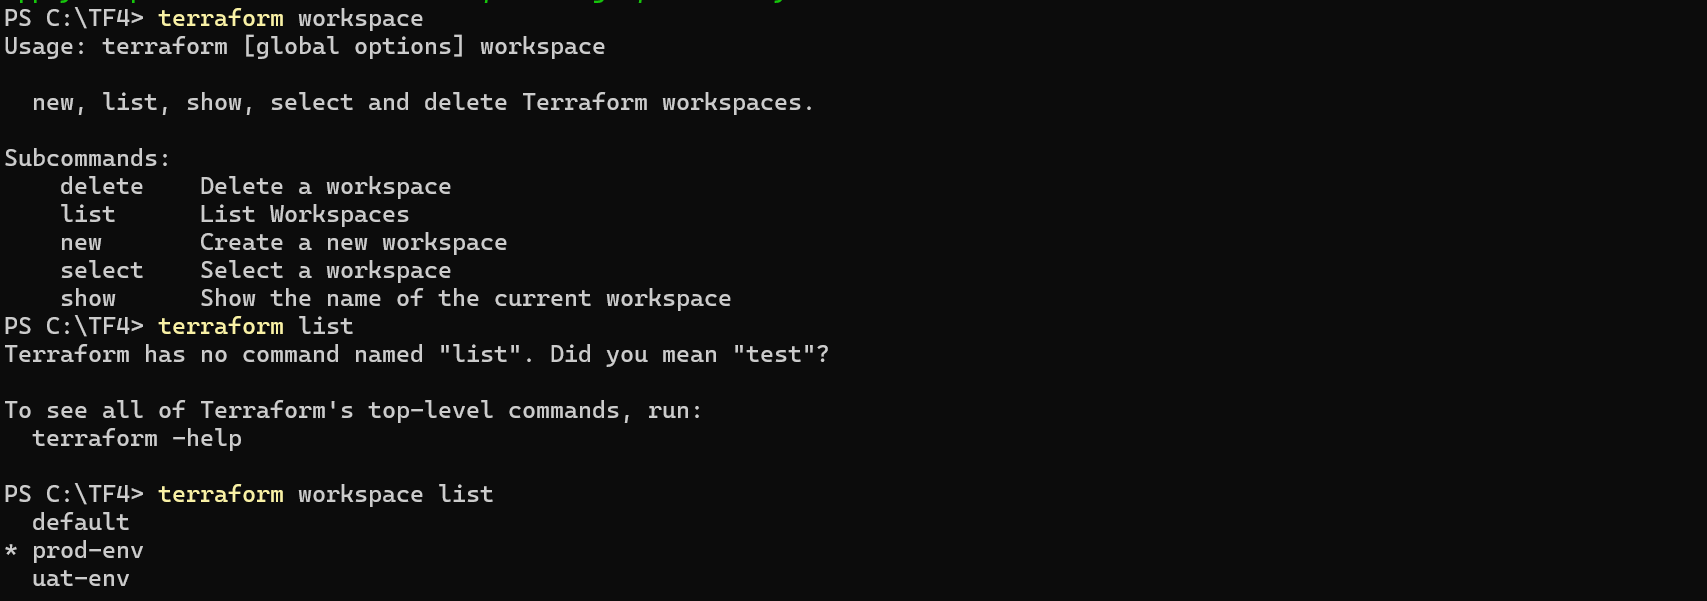 PS C:\TF4> terraform workspace
Usage: terraform [global options] workspace
  new, list, show, select and delete Terraform workspaces.
Subcommands:
    delete    Delete a workspace
    list      List Workspaces
    new       Create a new workspace
    select    Select a workspace
    show      Show the name of the current workspace
PS C:\TF4> terraform list
Terraform has no command named "list". Did you mean "test"?
To see all of Terraform's top-level commands, run:
  terraform -help
PS C:\TF4> terraform workspace list
  default
* prod-env
  uat-env